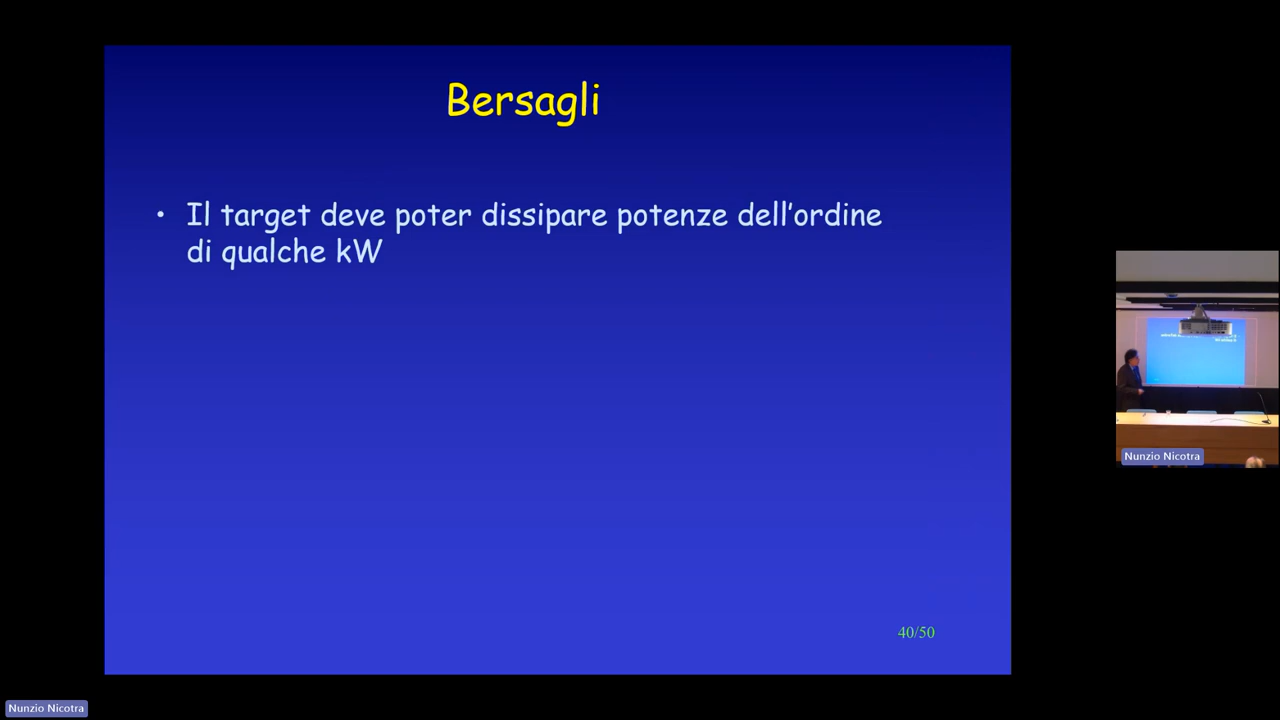 Bersagli
• Il target deve poter dissipare potenze dell'ordine
di qualche kW
40/50
Nunzio Nicotra
Nunzio Nicotra